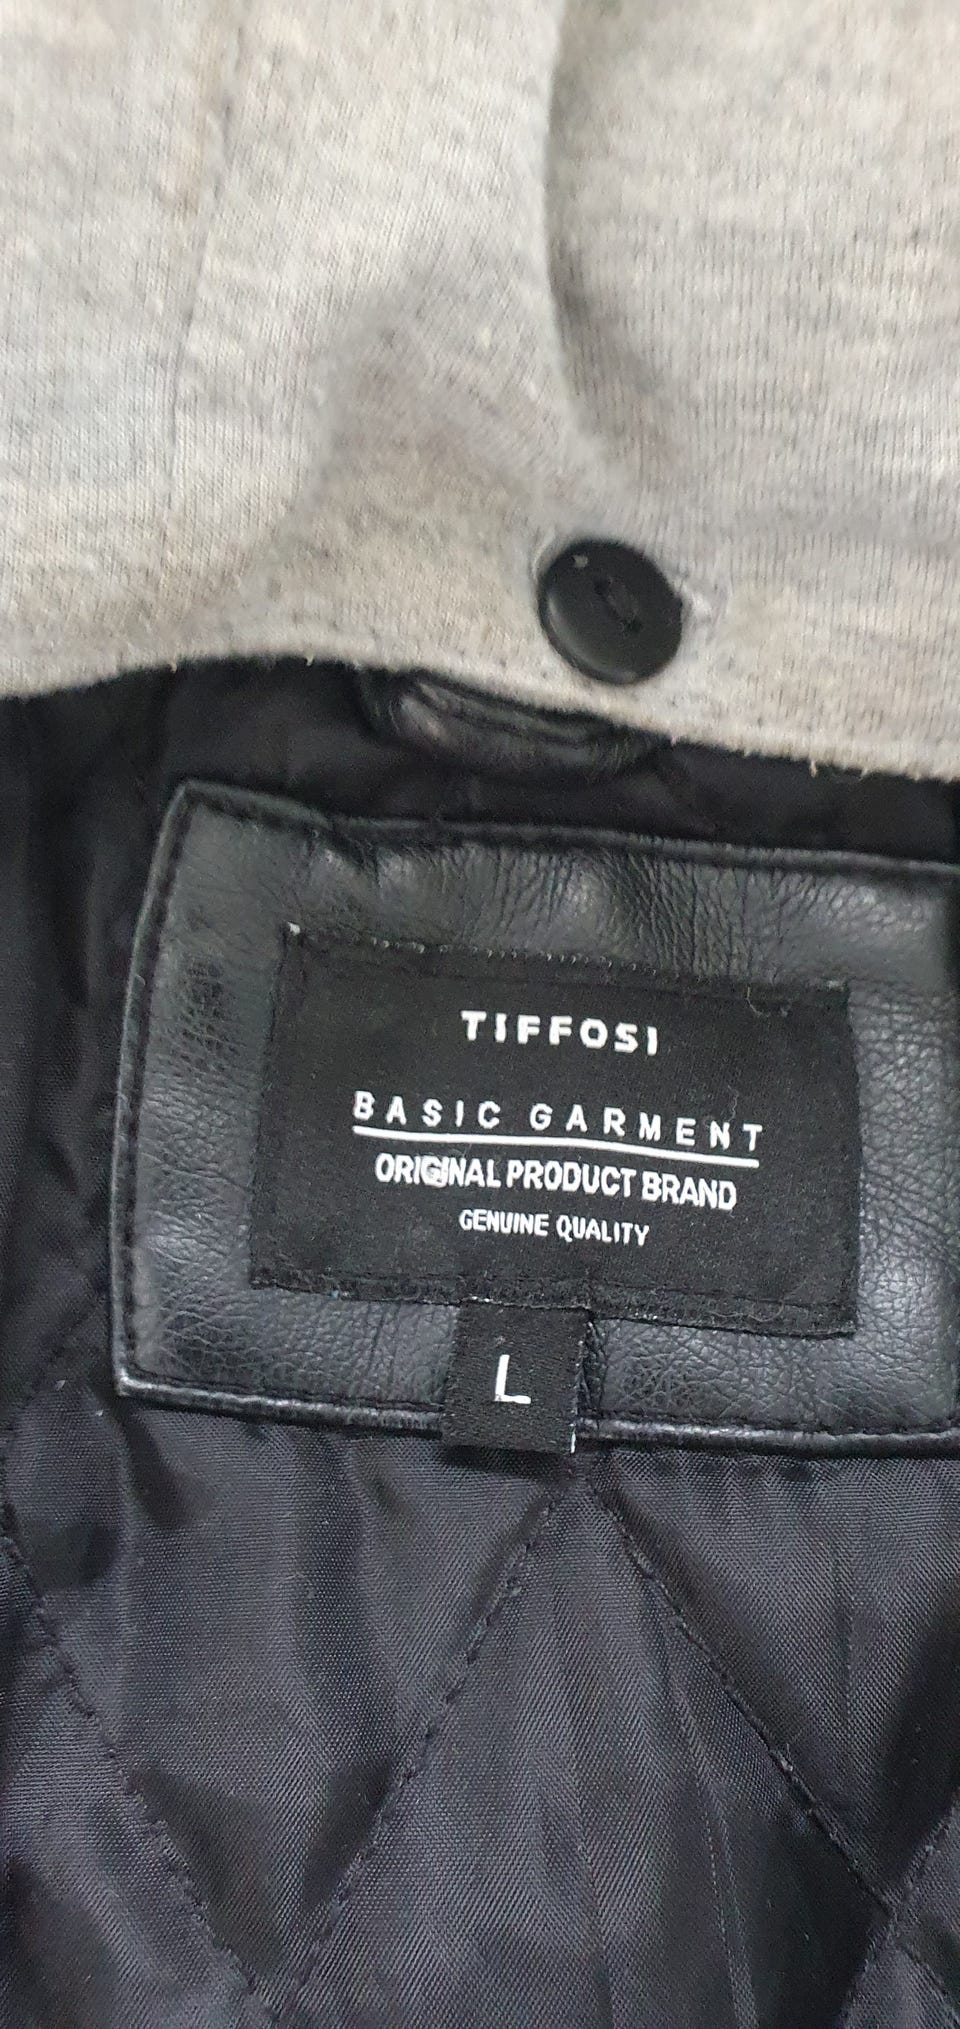 TIFFOSI
BASIC GARMENT
ORIGINAL PRODUCT BRAND
GENUINE QUALITY
L